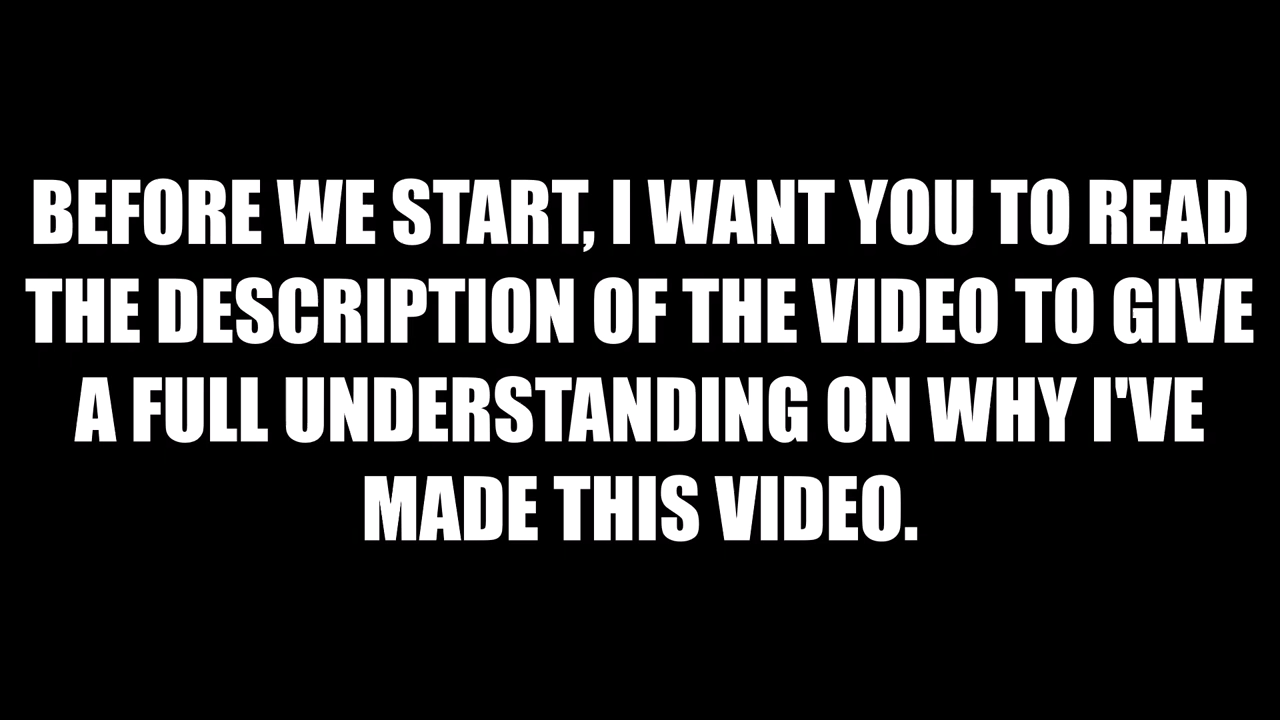 BEFORE WE START, I WANT YOU TO READ
THE DESCRIPTION OF THE VIDEO TO GIVE
A FULL UNDERSTANDING ON WHY I'VE
MADE THIS VIDEO.